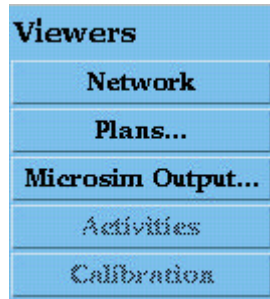 Viewers
Network
Plans...
Microsim Output...
Activities
Calibration